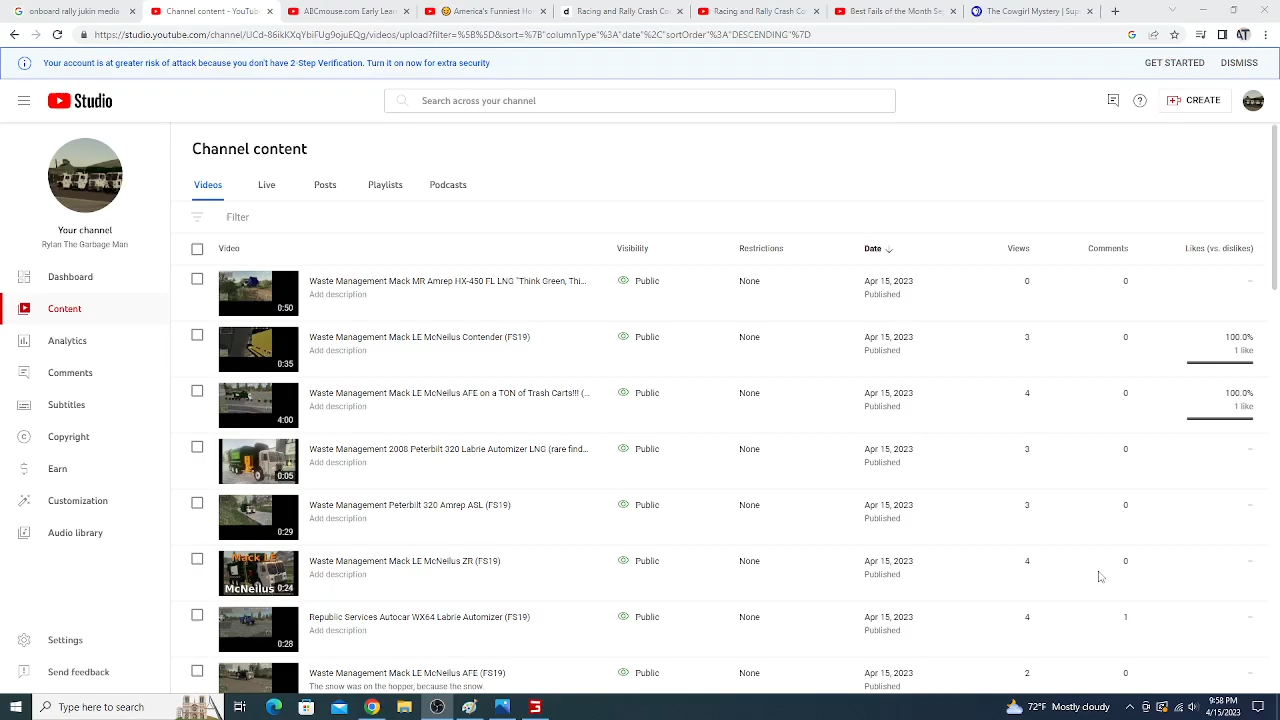 onboard rally jukin media
Channel content - YouTu
ABCmouse.com Early Lear
America's Funniest Ho
Jeep and Rally Crash Co
Jeep and Rally Crash Com
Best Fails of the Month Sep
The Cowgirl Mystery | Sup
https://studio.youtube.com/channel/UCd-86ikKXqYbiFUg9ojuEQg/videos/upload?filter=%5B%5D&sort=%7B"columnType"%3A"date"%2C"sortOrder"%3A"DESCENDING"%7D
Your account is at greater risk of attack because you don't have 2-Step Verification. Turn it on now for extra security
GET STARTED DISMISS
Studio
Search across your channel
CREATE
Your channel
Rylan The Garbage Man
Dashboard
Content
Analytics
Comments
Subtitles
Copyright
Earn
Customization
Audio library
Settings
Send feedback
Channel content
Videos Live Posts Playlists Podcasts
Filter
Video Visibility Restrictions Date Views Comments Likes (vs. dislikes)
0:50 Waste Management Mack MR Amrep HX-450 FL LNG "Think Green, Thi... Public None Apr 15, 2023 0 0 –
Add description Published
0:35 Waste Management Mack LE McNeilus Contender (FS19) Public None Apr 15, 2023 3 0 100.0%
Add description Published 1 like
4:00 Waste Management Mack LE McNeilus AFE on a ton of Trash Carts!!! (... Public None Apr 15, 2023 4 0 100.0%
Add description Published 1 like
0:05 Waste Management 2008 Peterbilt 320 Labrie Automizer LNG (rare find... Public None Apr 15, 2023 3 0 –
Add description Published
0:29 Waste Management Peterbilt 320 Amrep ASL (FS19) Public None Apr 15, 2023 3 0 –
Add description Published
Mack LE McNeilus 0:24 Waste Management Mack LE McNeilus ZR (FS19) Public None Apr 15, 2023 4 0 –
Add description Published
0:28 Republic Services Autocar WX64 Labrie Automizer (FS19) Public None Apr 15, 2023 4 1 –
Add description Published
Waste Management Mack LE McNeilus AFE (FS19) Public None Apr 15, 2023 2 0 –
The snow was on the hopper, because the snow. Published
Type here to search
72°F Mostly cloudy
9:58 PM
4/15/2023